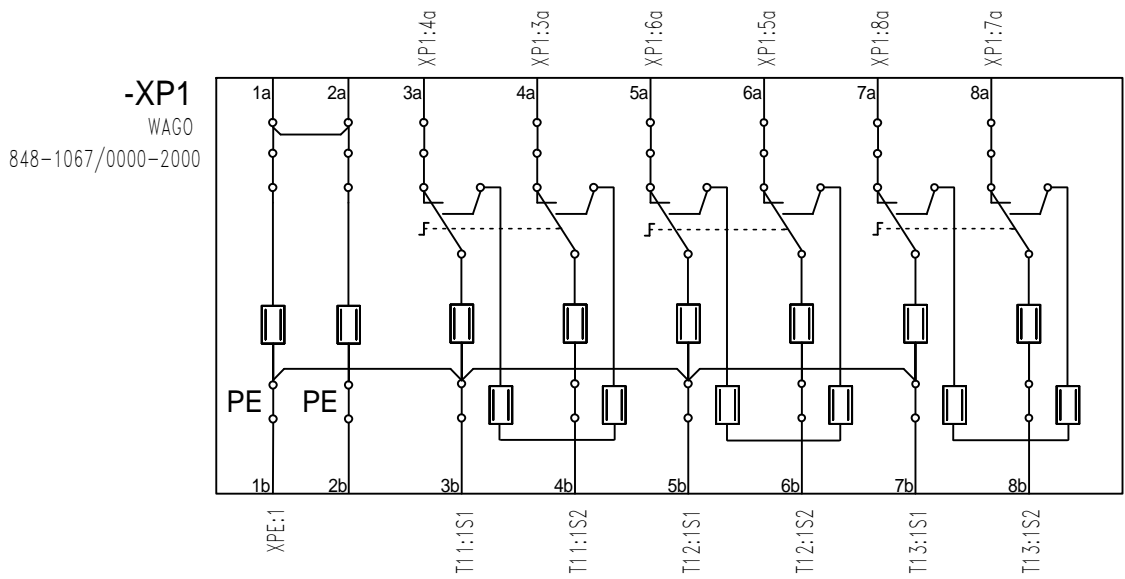 XP1:4a
XP1:3a
XP1:6a
XP1:5a
XP1:8a
XP1:7a
-XP1
WAGO
848-1067/0000-2000
1a
2a
3a
4a
5a
6a
7a
8a
PE
PE
1b
2b
3b
4b
5b
6b
7b
8b
XPE:1
T11:1S1
T11:1S2
T12:1S1
T12:1S2
T13:1S1
T13:1S2